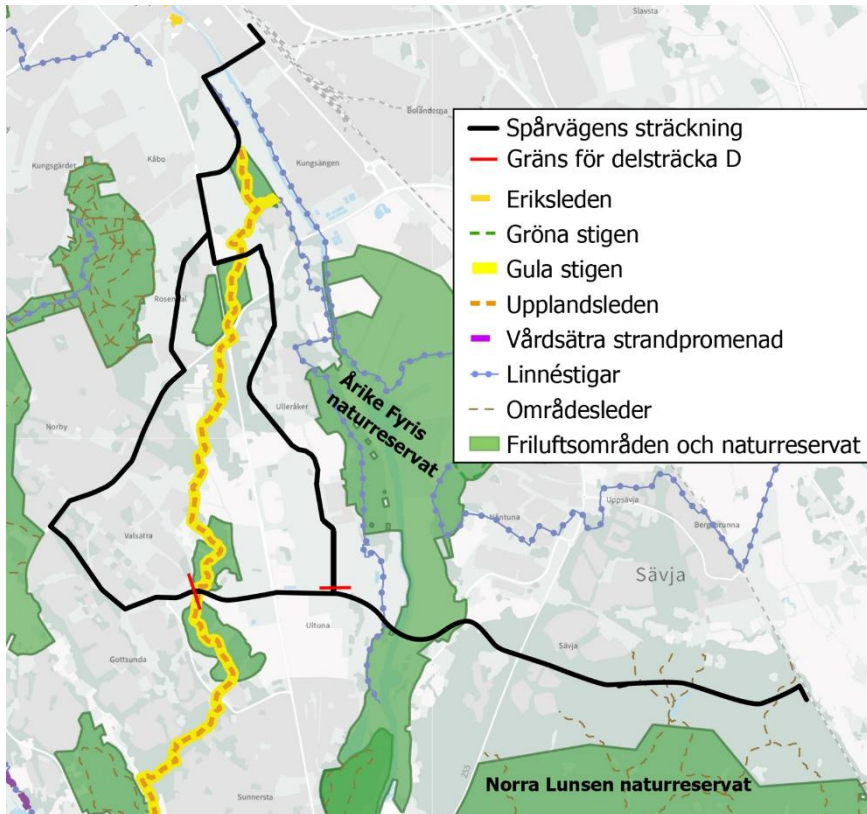 Slavsta
Boländerna
Kungsgärdet
Kåbo
Kungsängen
Spårvägens sträckning
Gräns för delsträcka D
Eriksleden
Gröna stigen
Gula stigen
Upplandsleden
Vårdsätra strandpromenad
Linnéstigar
Områdesleder
Friluftsområden och naturreservat
Rosendal
Årike Fyris
naturreservat
Norby
Ulleråker
Uppsävja
Nåntuna
Bergsbrunna
Valsätra
Sävja
Ultuna
Sävja
Gottsunda
255
Norra Lunsen naturreservat
Sunnersta